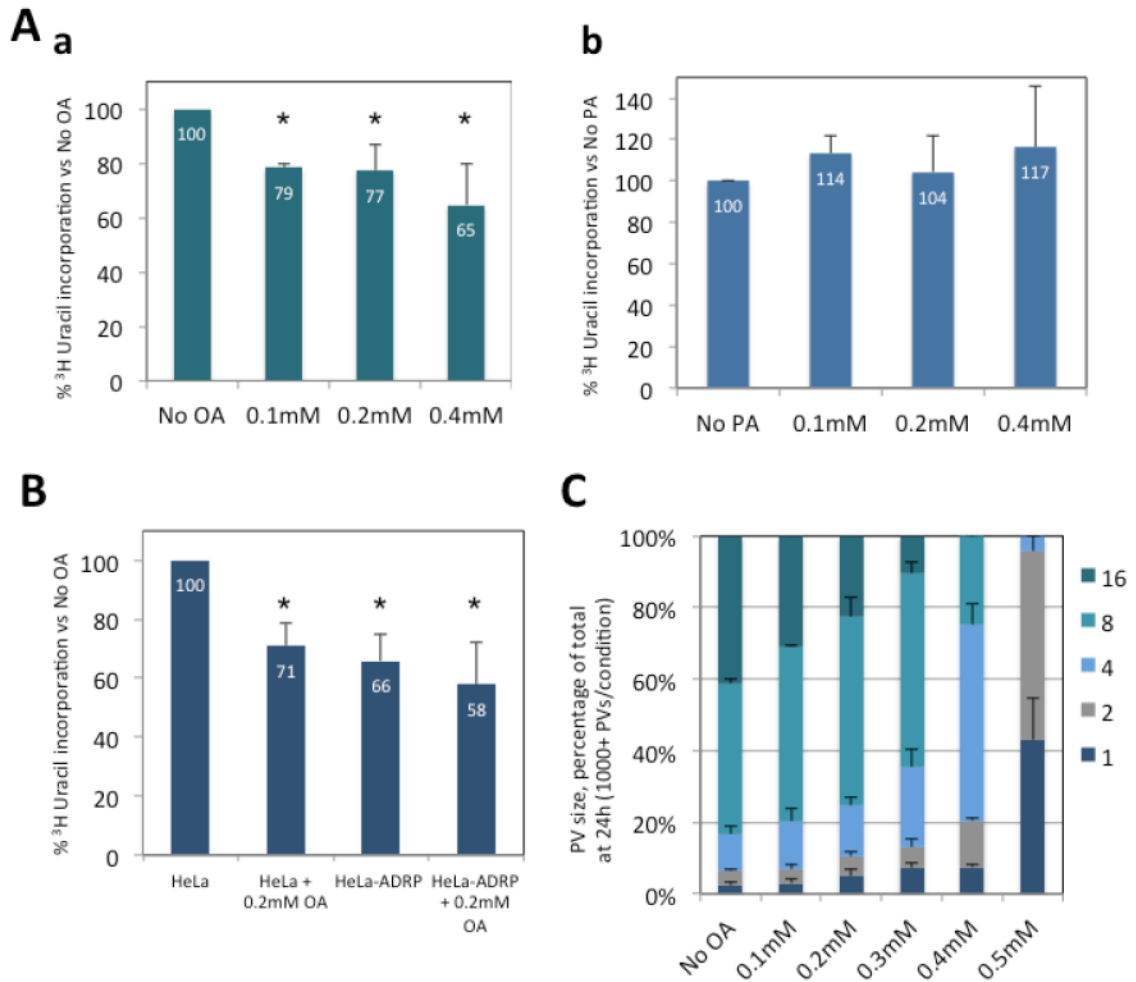 A
a
% ³H Uracil incorporation vs No OA
100
80
60
40
20
0
100
*
79
*
77
*
65
No OA 0.1mM 0.2mM 0.4mM
b
% ³H Uracil incorporation vs No PA
140
120
100
80
60
40
20
0
100
114
104
117
No PA 0.1mM 0.2mM 0.4mM
B
% ³H Uracil incorporation vs No OA
100
80
60
40
20
0
100
*
71
*
66
*
58
HeLa
HeLa +
0.2mM OA
HeLa-ADRP
HeLa-ADRP
+ 0.2mM
OA
C
PV size, percentage of total
at 24h (1000+ PVs/condition)
100%
80%
60%
40%
20%
0%
No OA
0.1mM
0.2mM
0.3mM
0.4mM
0.5mM
16
8
4
2
1